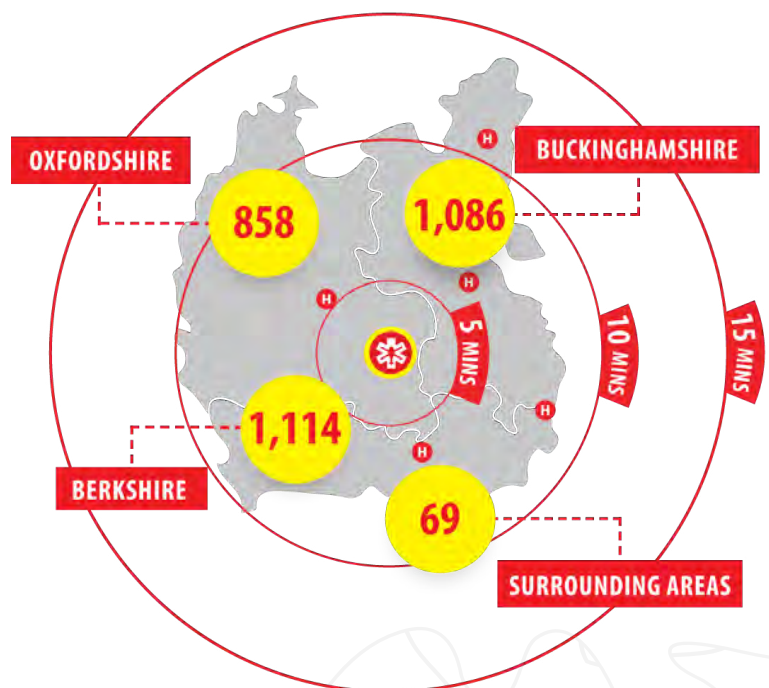 OXFORDSHIRE
BUCKINGHAMSHIRE
H
858
1,086
H
H
5 MINS
10 MINS
15 MINS
1,114
H
H
BERKSHIRE
69
SURROUNDING AREAS